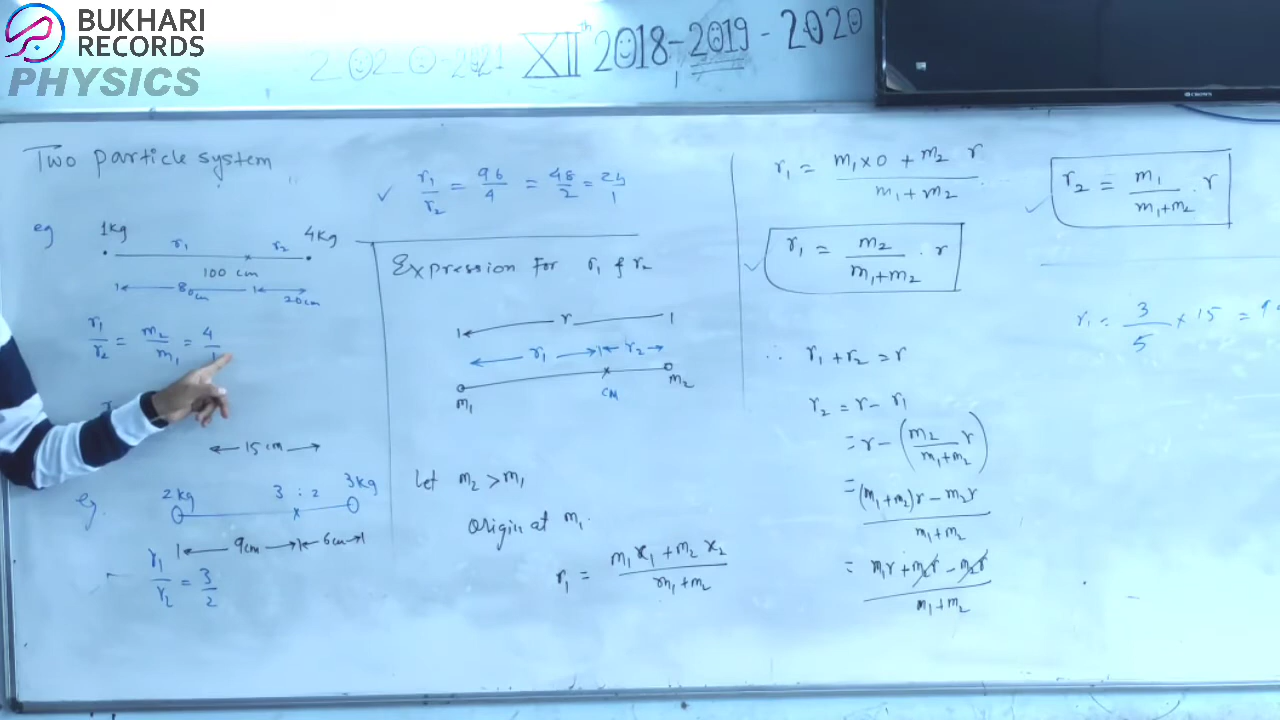 BUKHARI
RECORDS
PHYSICS
2020-2021 XIIth 2018-2019-2020
CROWN
Two particle system
eg 1kg 4kg
r₁ r₂
100 cm
80cm 20cm
r₁/r₂ = m₂/m₁ = 4/1
15 cm
eg. 2kg 3 : 2 3kg
9cm 6cm
r₁/r₂ = 3/2
✓ r₁/r₂ = 96/4 = 48/2 = 24/1
Expression For r₁ & r₂
r
r₁ r₂
m₁ CM m₂
Let m₂ > m₁
Origin at m₁.
r₁ = (m₁x₁ + m₂x₂)/(m₁+m₂)
r₁ = (m₁×0 + m₂ r)/(m₁+m₂)
✓ r₁ = m₂/(m₁+m₂) · r
∴ r₁ + r₂ = r
r₂ = r - r₁
= r - (m₂/(m₁+m₂) r)
= ((m₁+m₂)r - m₂r)/(m₁+m₂)
= (m₁r + m₂r - m₂r)/(m₁+m₂)
✓ r₂ = m₁/(m₁+m₂) · r
r₁ = 3/5 × 15 = 9